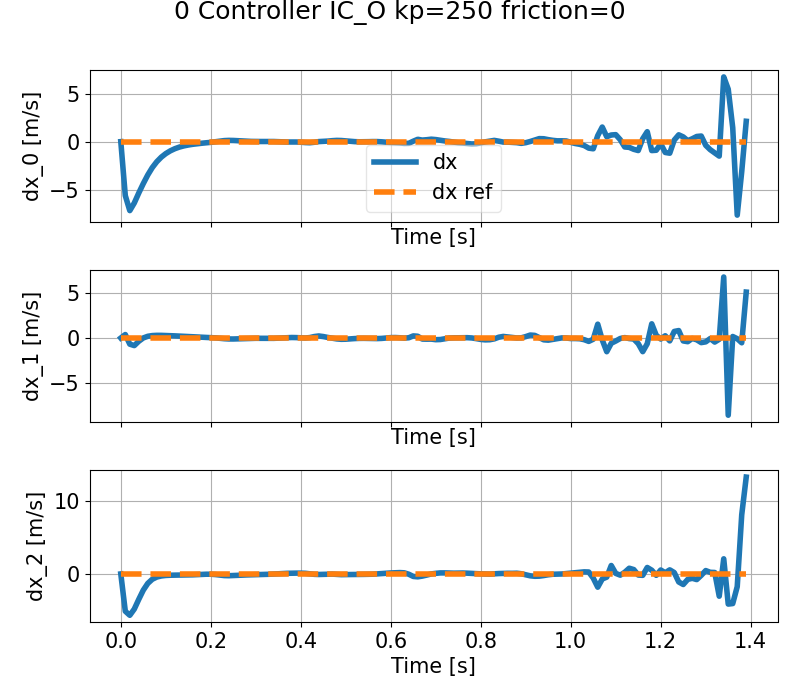 0 Controller IC_O kp=250 friction=0
dx_0 [m/s]
5
0
−5
dx
dx ref
Time [s]
dx_1 [m/s]
5
0
−5
Time [s]
dx_2 [m/s]
10
0
0.0 0.2 0.4 0.6 0.8 1.0 1.2 1.4
Time [s]